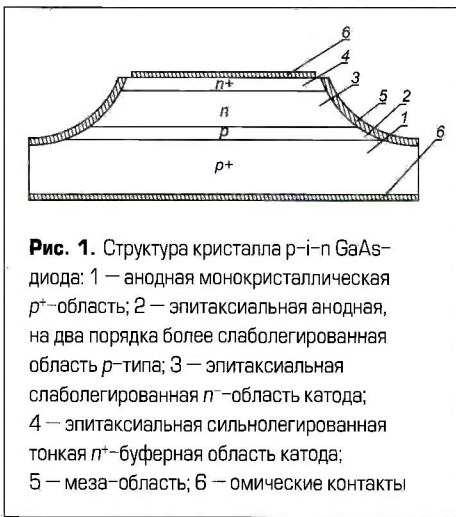 6
4
n+
3
n
5
2
p
1
6
p+
Рис. 1. Структура кристалла p–i–n GaAs–
диода: 1 — анодная монокристаллическая
p⁺–область; 2 — эпитаксиальная анодная,
на два порядка более слаболегированная
область p–типа; 3 — эпитаксиальная
слаболегированная n⁻–область катода;
4 — эпитаксиальная сильнолегированная
тонкая n⁺–буферная область катода;
5 — меза–область; 6 — омические контакты